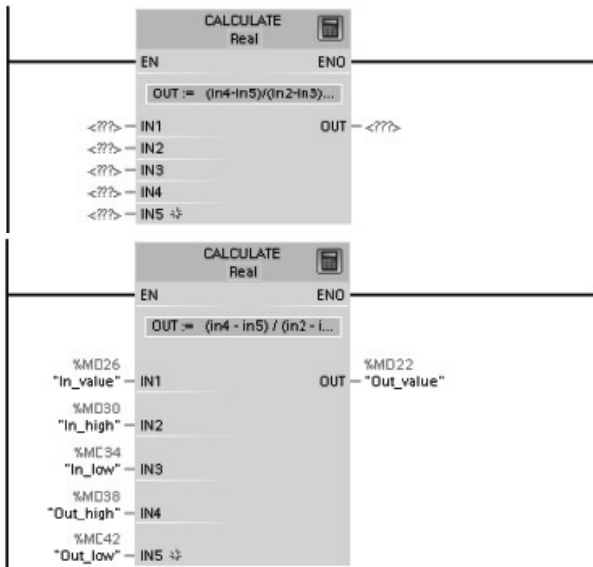 CALCULATE
Real
EN ENO
OUT := (in4-in5)/(in2-in3)...
<???> IN1 OUT <???>
<???> IN2
<???> IN3
<???> IN4
<???> IN5
CALCULATE
Real
EN ENO
OUT := (in4 - in5) / (in2 - i...
%MD26 %MD22
"In_value" IN1 OUT "Out_value"
%MD30
"In_high" IN2
%MD34
"In_low" IN3
%MD38
"Out_high" IN4
%MD42
"Out_low" IN5